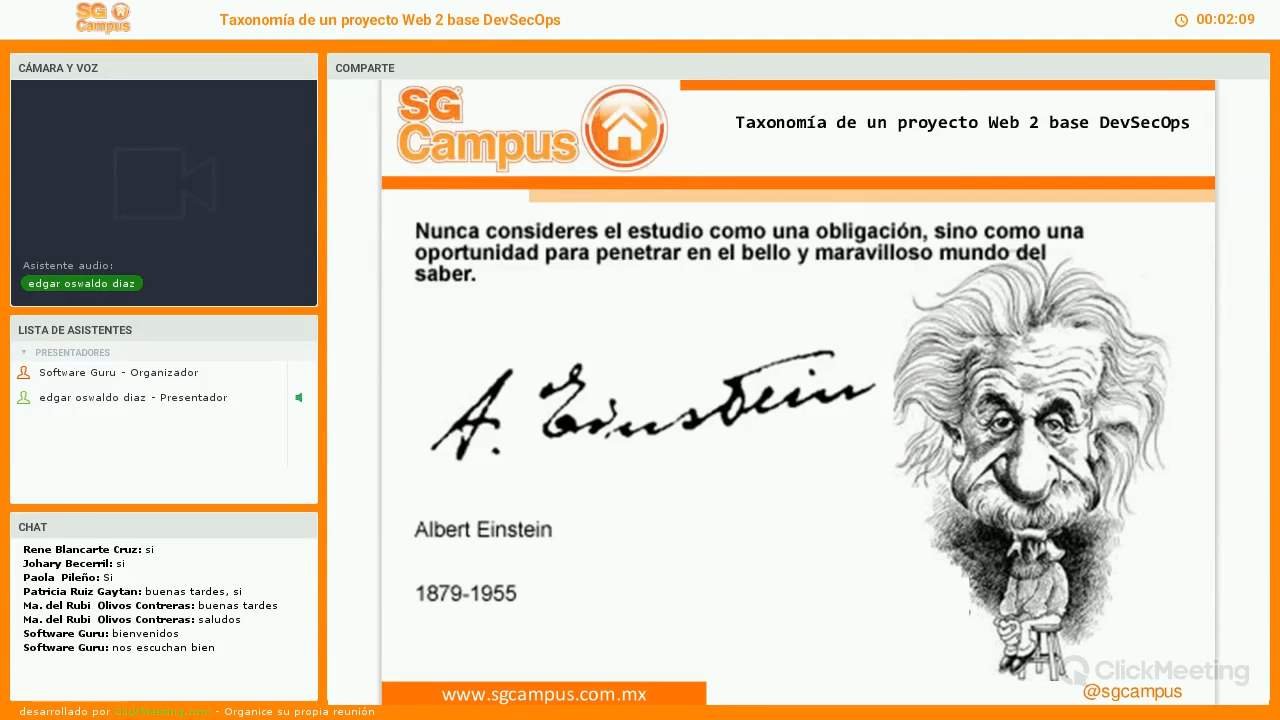 SG
Campus
Taxonomía de un proyecto Web 2 base DevSecOps
00:02:09
CÁMARA Y VOZ
Asistente audio:
edgar oswaldo diaz
LISTA DE ASISTENTES
PRESENTADORES
Software Guru - Organizador
edgar oswaldo diaz - Presentador
CHAT
Rene Blancarte Cruz: si
Johary Becerril: si
Paola Pileño: Si
Patricia Ruiz Gaytan: buenas tardes, si
Ma. del Rubi Olivos Contreras: buenas tardes
Ma. del Rubi Olivos Contreras: saludos
Software Guru: bienvenidos
Software Guru: nos escuchan bien
desarrollado por ClickMeeting.com - Organice su propia reunión
COMPARTE
SG
Campus
Taxonomía de un proyecto Web 2 base DevSecOps
Nunca consideres el estudio como una obligación, sino como una
oportunidad para penetrar en el bello y maravilloso mundo del
saber.
A. Einstein
Albert Einstein
1879-1955
ClickMeeting
www.sgcampus.com.mx
@sgcampus